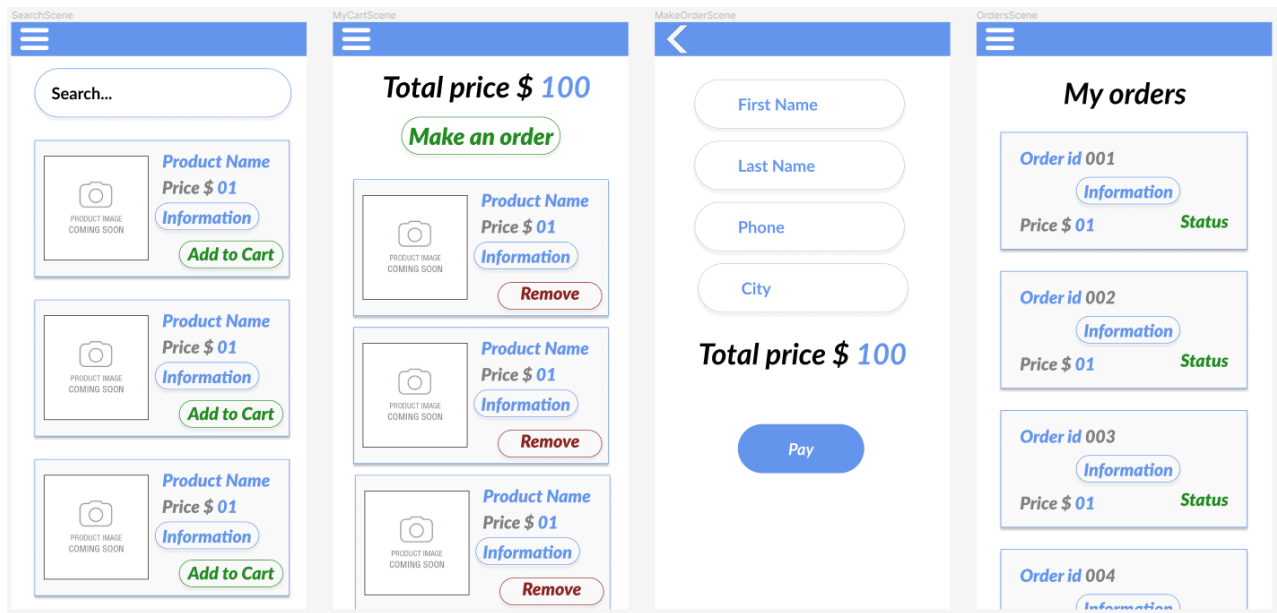 SearchScene
Search...
Product Name
Price $ 01
Information
Add to Cart
PRODUCT IMAGE
COMING SOON
Product Name
Price $ 01
Information
Add to Cart
PRODUCT IMAGE
COMING SOON
Product Name
Price $ 01
Information
Add to Cart
PRODUCT IMAGE
COMING SOON
MyCartScene
Total price $ 100
Make an order
Product Name
Price $ 01
Information
Remove
PRODUCT IMAGE
COMING SOON
Product Name
Price $ 01
Information
Remove
PRODUCT IMAGE
COMING SOON
Product Name
Price $ 01
Information
Remove
PRODUCT IMAGE
COMING SOON
MakeOrderScene
First Name
Last Name
Phone
City
Total price $ 100
Pay
OrdersScene
My orders
Order id 001
Information
Price $ 01
Status
Order id 002
Information
Price $ 01
Status
Order id 003
Information
Price $ 01
Status
Order id 004
Information